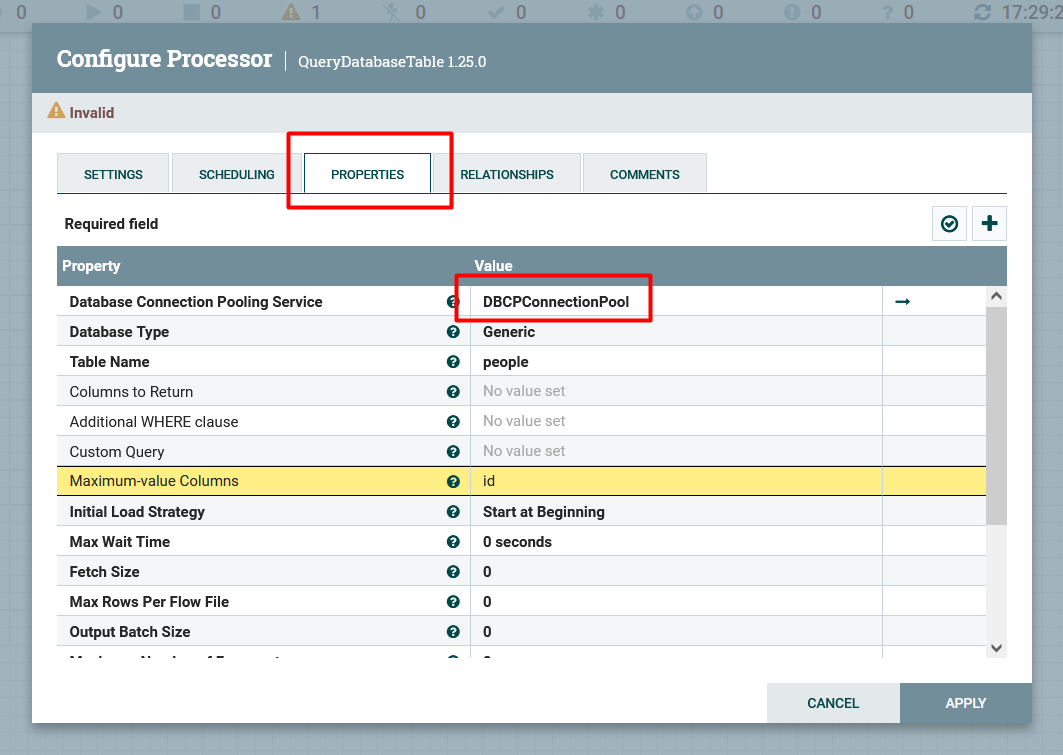 0 0 0 1 0 0 0 0 0 ? 0 17:29:2
Configure Processor | QueryDatabaseTable 1.25.0
Invalid
SETTINGS SCHEDULING PROPERTIES RELATIONSHIPS COMMENTS
Required field
Property Value
Database Connection Pooling Service ? DBCPConnectionPool
Database Type ? Generic
Table Name ? people
Columns to Return ? No value set
Additional WHERE clause ? No value set
Custom Query ? No value set
Maximum-value Columns ? id
Initial Load Strategy ? Start at Beginning
Max Wait Time ? 0 seconds
Fetch Size ? 0
Max Rows Per Flow File ? 0
Output Batch Size ? 0
CANCEL APPLY